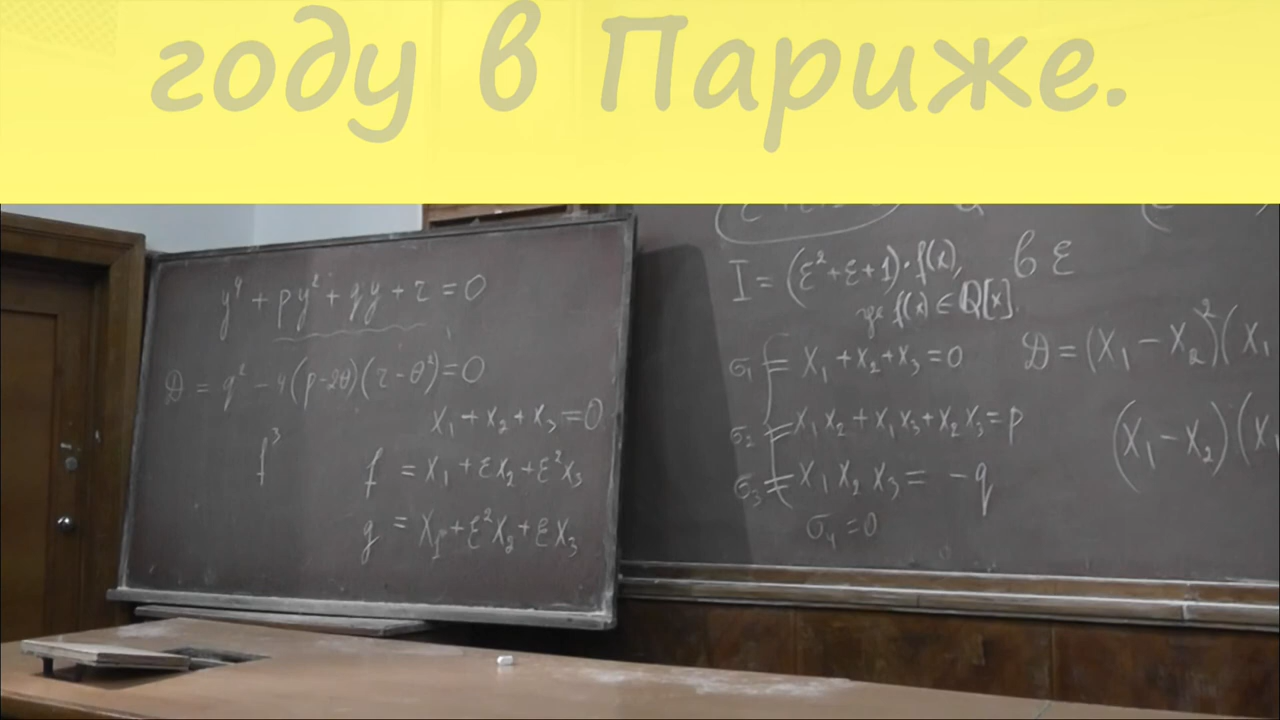 году в Париже.
y⁴ + py² + qy + r = 0
D = q² − 4(p−2θ)(r−θ²) = 0
x₁ + x₂ + x₃ = 0
f³
f = x₁ + εx₂ + ε²x₃
g = x₁ + ε²x₂ + εx₃
I = (ε² + ε + 1)·f(x), в ε
где f(x) ∈ Q[x].
σ₁ = x₁ + x₂ + x₃ = 0
D = (x₁ − x₂)²(x₁
σ₂ = x₁x₂ + x₁x₃ + x₂x₃ = p
(x₁ − x₂)(x₁
σ₃ = x₁x₂x₃ = −q
σ₄ = 0